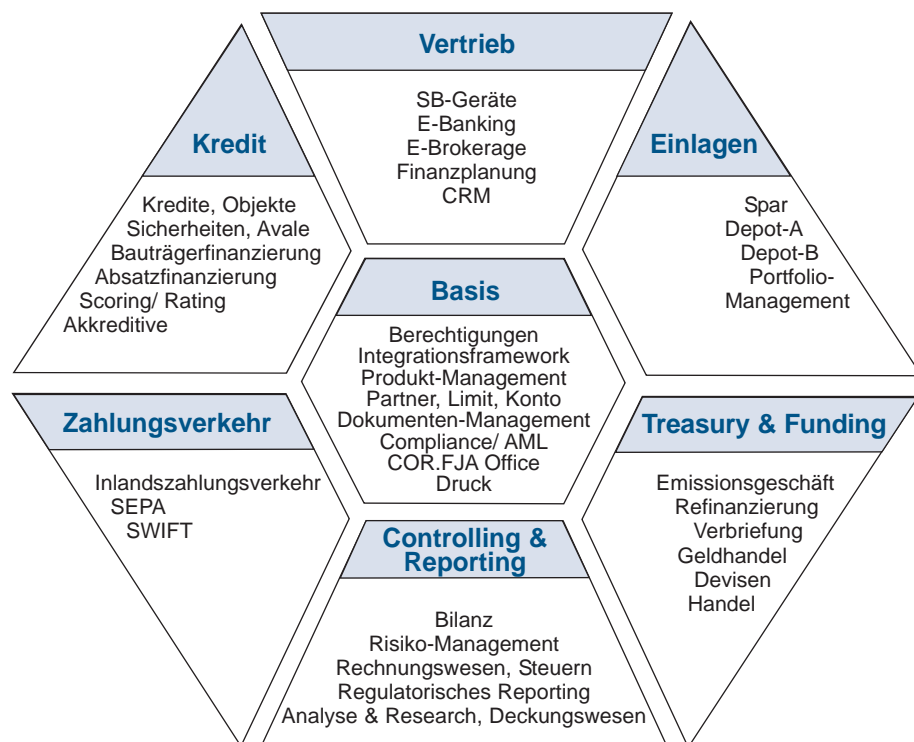 Vertrieb
SB-Geräte
E-Banking
E-Brokerage
Finanzplanung
CRM
Kredit
Kredite, Objekte
Sicherheiten, Avale
Bauträgerfinanzierung
Absatzfinanzierung
Scoring/ Rating
Akkreditive
Einlagen
Spar
Depot-A
Depot-B
Portfolio-
Management
Basis
Berechtigungen
Integrationsframework
Produkt-Management
Partner, Limit, Konto
Dokumenten-Management
Compliance/ AML
COR.FJA Office
Druck
Zahlungsverkehr
Inlandszahlungsverkehr
SEPA
SWIFT
Treasury & Funding
Emissionsgeschäft
Refinanzierung
Verbriefung
Geldhandel
Devisen
Handel
Controlling &
Reporting
Bilanz
Risiko-Management
Rechnungswesen, Steuern
Regulatorisches Reporting
Analyse & Research, Deckungswesen